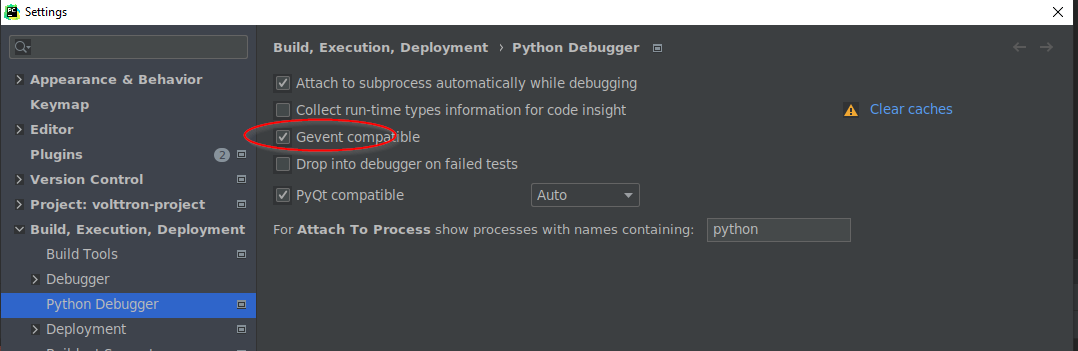 PC
Settings
Build, Execution, Deployment › Python Debugger
Appearance & Behavior
Keymap
Editor
Plugins 2
Version Control
Project: volttron-project
Build, Execution, Deployment
Build Tools
Debugger
Python Debugger
Deployment
Attach to subprocess automatically while debugging
Collect run-time types information for code insight
Clear caches
Gevent compatible
Drop into debugger on failed tests
PyQt compatible Auto
For Attach To Process show processes with names containing: python